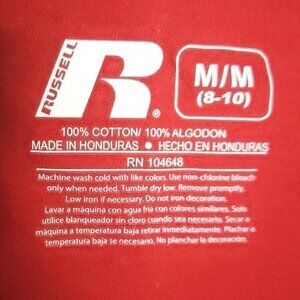 RUSSELL
R®
M/M
(8-10)
100% COTTON/ 100% ALGODON
MADE IN HONDURAS • HECHO EN HONDURAS
RN 104648
Machine wash cold with like colors. Use non-chlorine bleach
only when needed. Tumble dry low. Remove promptly.
Low iron if necessary. Do not iron decoration.
Lavar a máquina con agua fria con colores similares. Solo
utilice blanqueador sin cloro cuando sea necesario. Secar
a máquina a temperatura baja retirar inmediatamente. Planchar a
temperatura baja se necesario. No planchar la decoración.